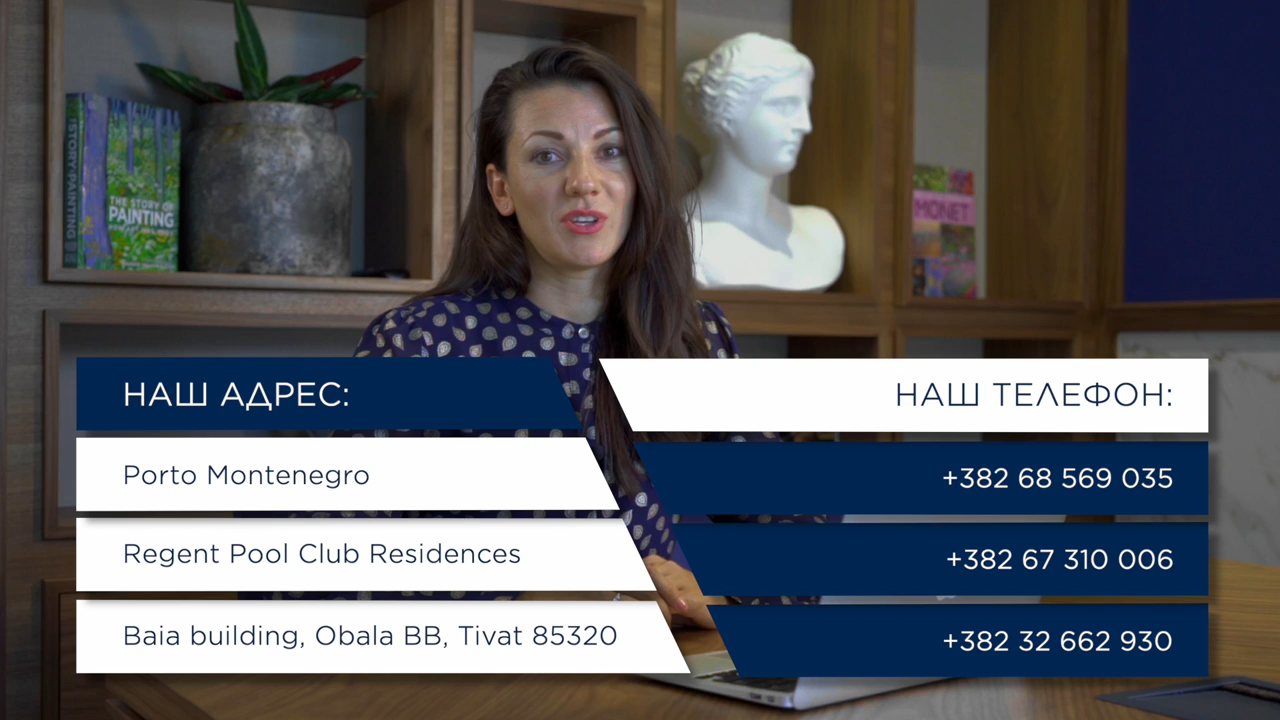 THE STORY OF
PAINTING
MONET
НАШ АДРЕС:
Porto Montenegro
Regent Pool Club Residences
Baia building, Obala BB, Tivat 85320
НАШ ТЕЛЕФОН:
+382 68 569 035
+382 67 310 006
+382 32 662 930